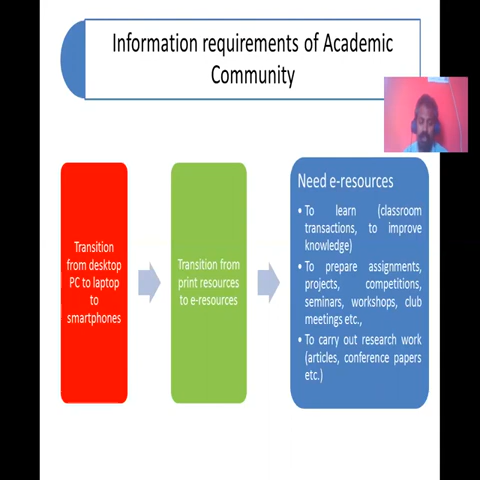 Information requirements of Academic
Community
Transition
from desktop
PC to laptop
to
smartphones
Transition from
print resources
to e-resources
Need e-resources
• To learn (classroom
transactions, to improve
knowledge)
• To prepare assignments,
projects, competitions,
seminars, workshops, club
meetings etc.,
• To carry out research work
(articles, conference papers
etc.)